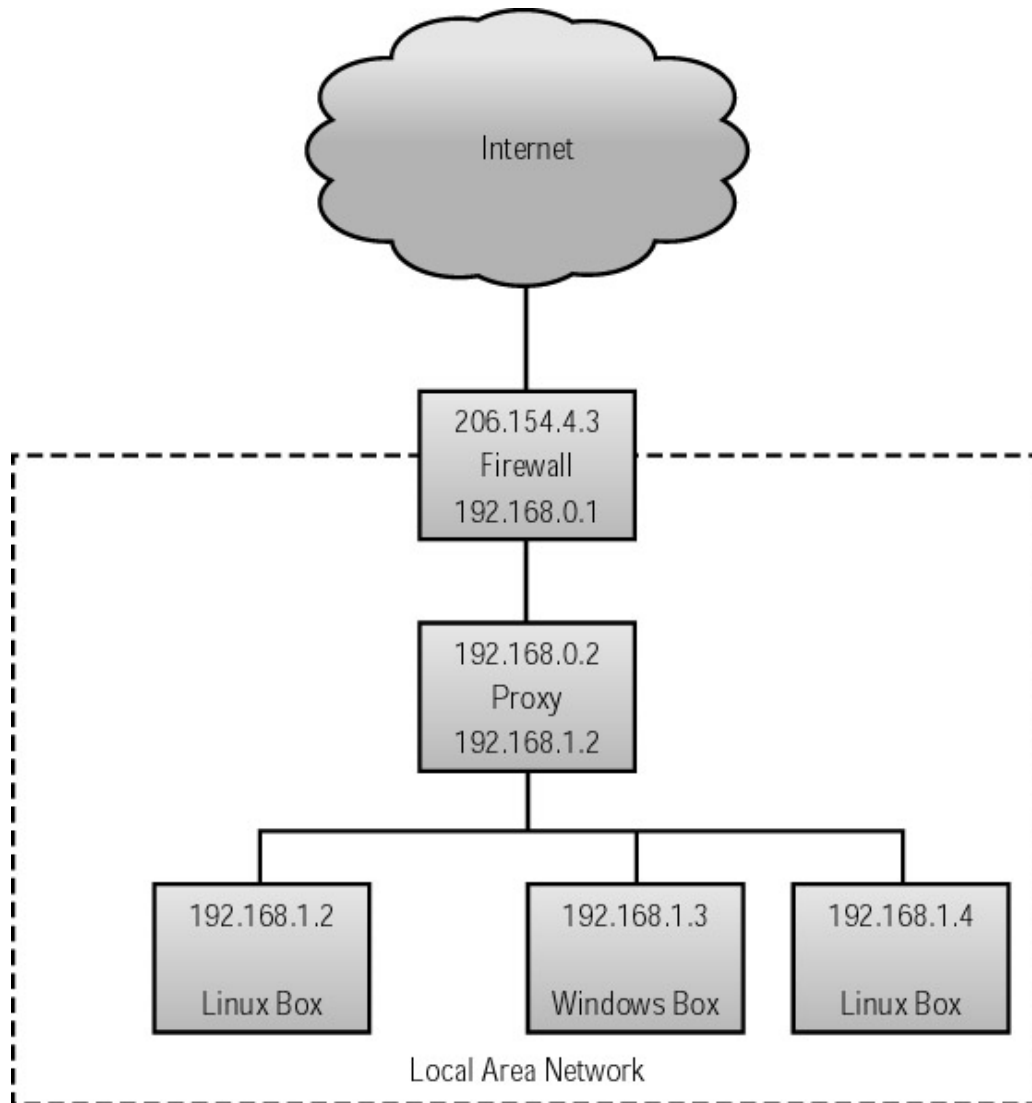 Internet
206.154.4.3
Firewall
192.168.0.1
192.168.0.2
Proxy
192.168.1.2
192.168.1.2
Linux Box
192.168.1.3
Windows Box
192.168.1.4
Linux Box
Local Area Network